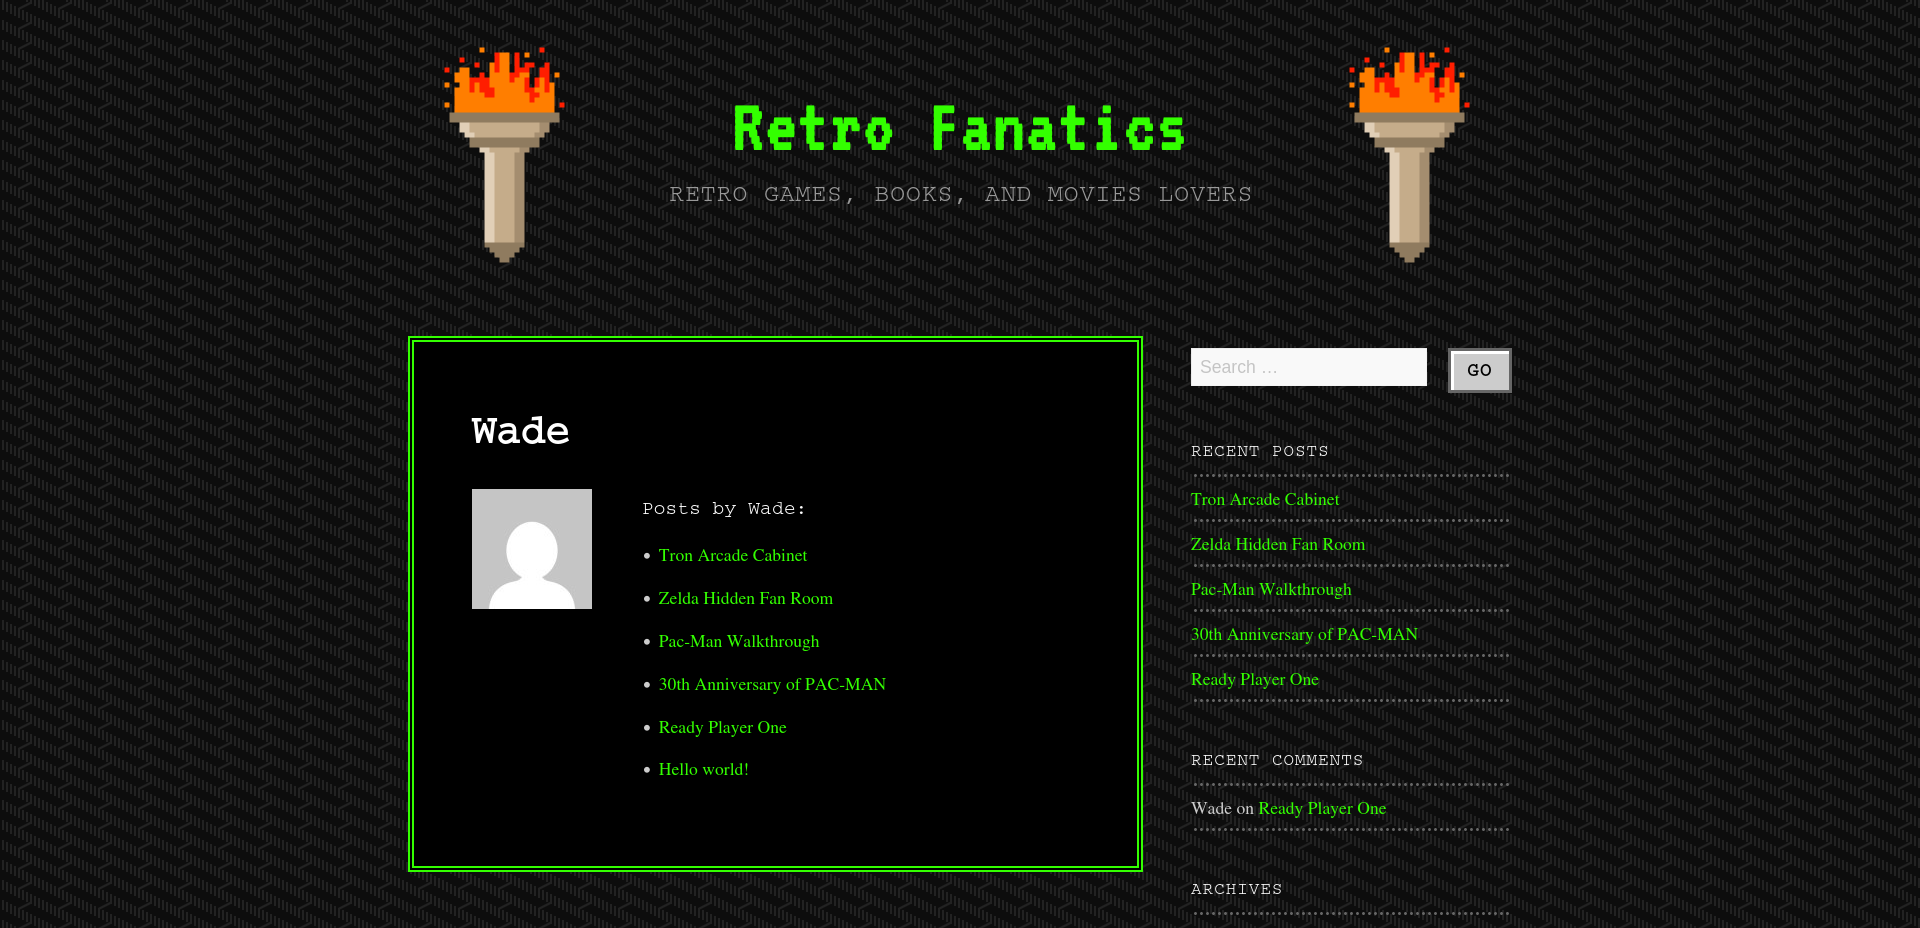 Retro Fanatics
RETRO GAMES, BOOKS, AND MOVIES LOVERS
Wade
Posts by Wade:
Tron Arcade Cabinet
Zelda Hidden Fan Room
Pac-Man Walkthrough
30th Anniversary of PAC-MAN
Ready Player One
Hello world!
Search …
GO
RECENT POSTS
Tron Arcade Cabinet
Zelda Hidden Fan Room
Pac-Man Walkthrough
30th Anniversary of PAC-MAN
Ready Player One
RECENT COMMENTS
Wade on Ready Player One
ARCHIVES